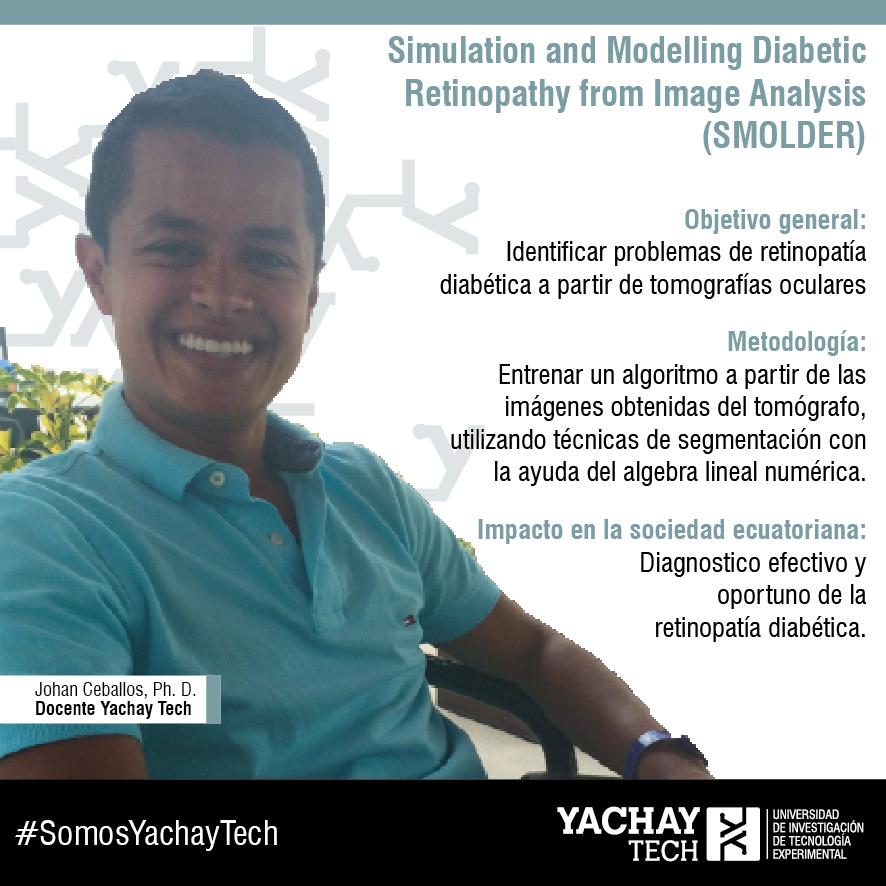 Simulation and Modelling Diabetic
Retinopathy from Image Analysis
(SMOLDER)
Objetivo general:
Identificar problemas de retinopatía
diabética a partir de tomografías oculares
Metodología:
Entrenar un algoritmo a partir de las
imágenes obtenidas del tomógrafo,
utilizando técnicas de segmentación con
la ayuda del algebra lineal numérica.
Impacto en la sociedad ecuatoriana:
Diagnostico efectivo y
oportuno de la
retinopatía diabética.
Johan Ceballos, Ph. D.
Docente Yachay Tech
#SomosYachayTech
YACHAY
TECH
UNIVERSIDAD
DE INVESTIGACIÓN
DE TECNOLOGÍA
EXPERIMENTAL